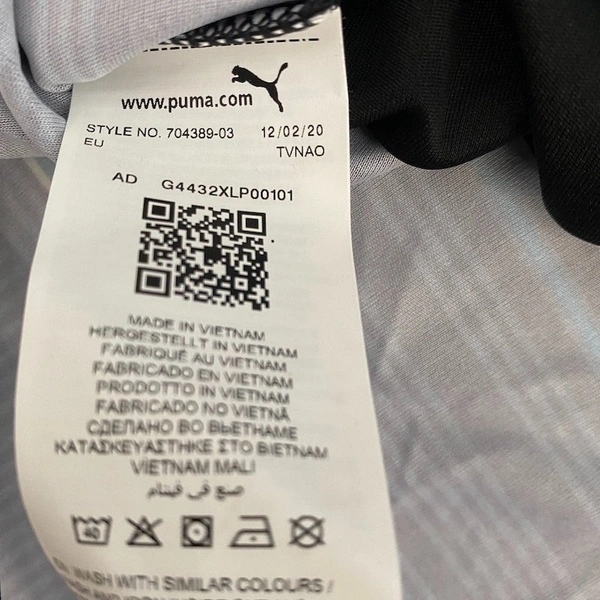 www.puma.com
STYLE NO. 704389-03 12/02/20
EU TVNAO
AD G4432XLP00101
MADE IN VIETNAM
HERGESTELLT IN VIETNAM
FABRIQUÉ AU VIETNAM
FABRICADO EN VIETNAM
PRODOTTO IN VIETNAM
FABRICADO NO VIETNÃ
СДЕЛАНО ВО ВЬЕТНАМЕ
ΚΑΤΑΣΚΕΥΑΣΤΗΚΕ ΣΤΟ ΒΙΕΤΝΑΜ
VİETNAM MALI
صنع في فيتنام
40
WASH WITH SIMILAR COLOURS /